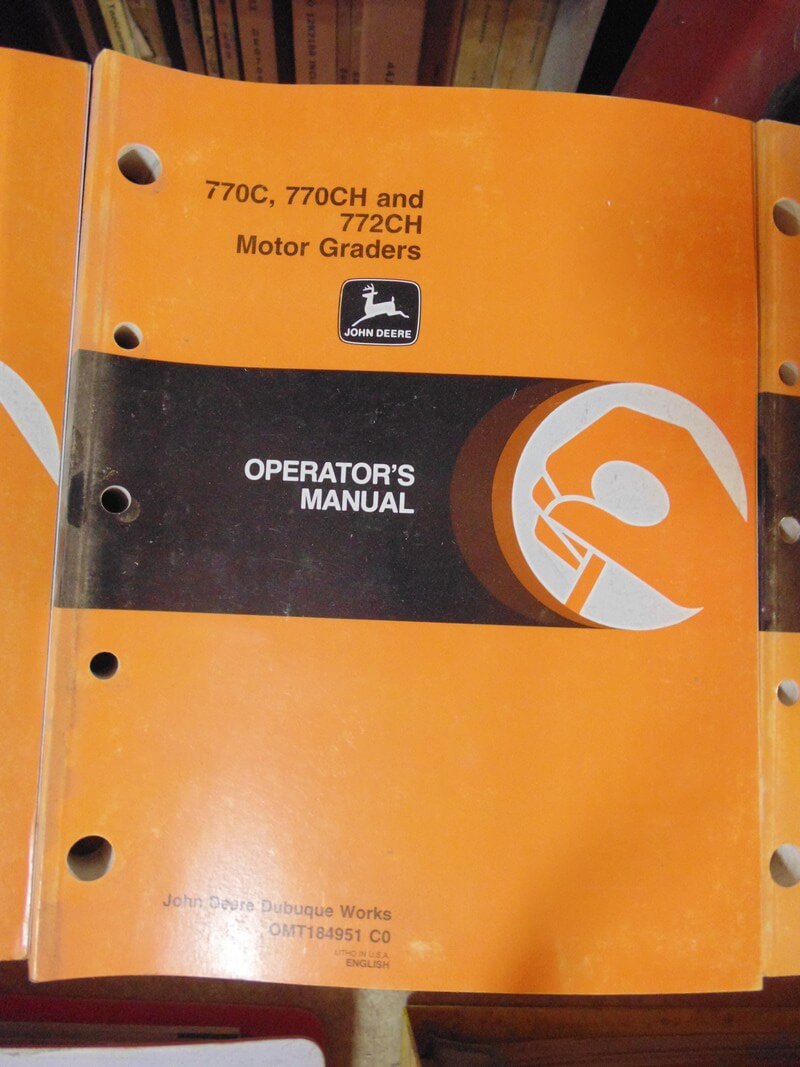 770C, 770CH and
772CH
Motor Graders
JOHN DEERE
OPERATOR'S
MANUAL
John Deere Dubuque Works
OMT184951 C0
LITHO IN U.S.A.
ENGLISH